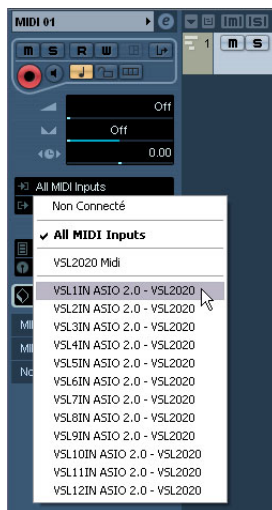 MIDI 01
e
M S R W L+
1 M S
Off
Off
0.00
All MIDI Inputs
Non Connecté
✓ All MIDI Inputs
VSL2020 Midi
VSL1IN ASIO 2.0 - VSL2020
VSL2IN ASIO 2.0 - VSL2020
VSL3IN ASIO 2.0 - VSL2020
VSL4IN ASIO 2.0 - VSL2020
VSL5IN ASIO 2.0 - VSL2020
VSL6IN ASIO 2.0 - VSL2020
VSL7IN ASIO 2.0 - VSL2020
VSL8IN ASIO 2.0 - VSL2020
VSL9IN ASIO 2.0 - VSL2020
VSL10IN ASIO 2.0 - VSL2020
VSL11IN ASIO 2.0 - VSL2020
VSL12IN ASIO 2.0 - VSL2020